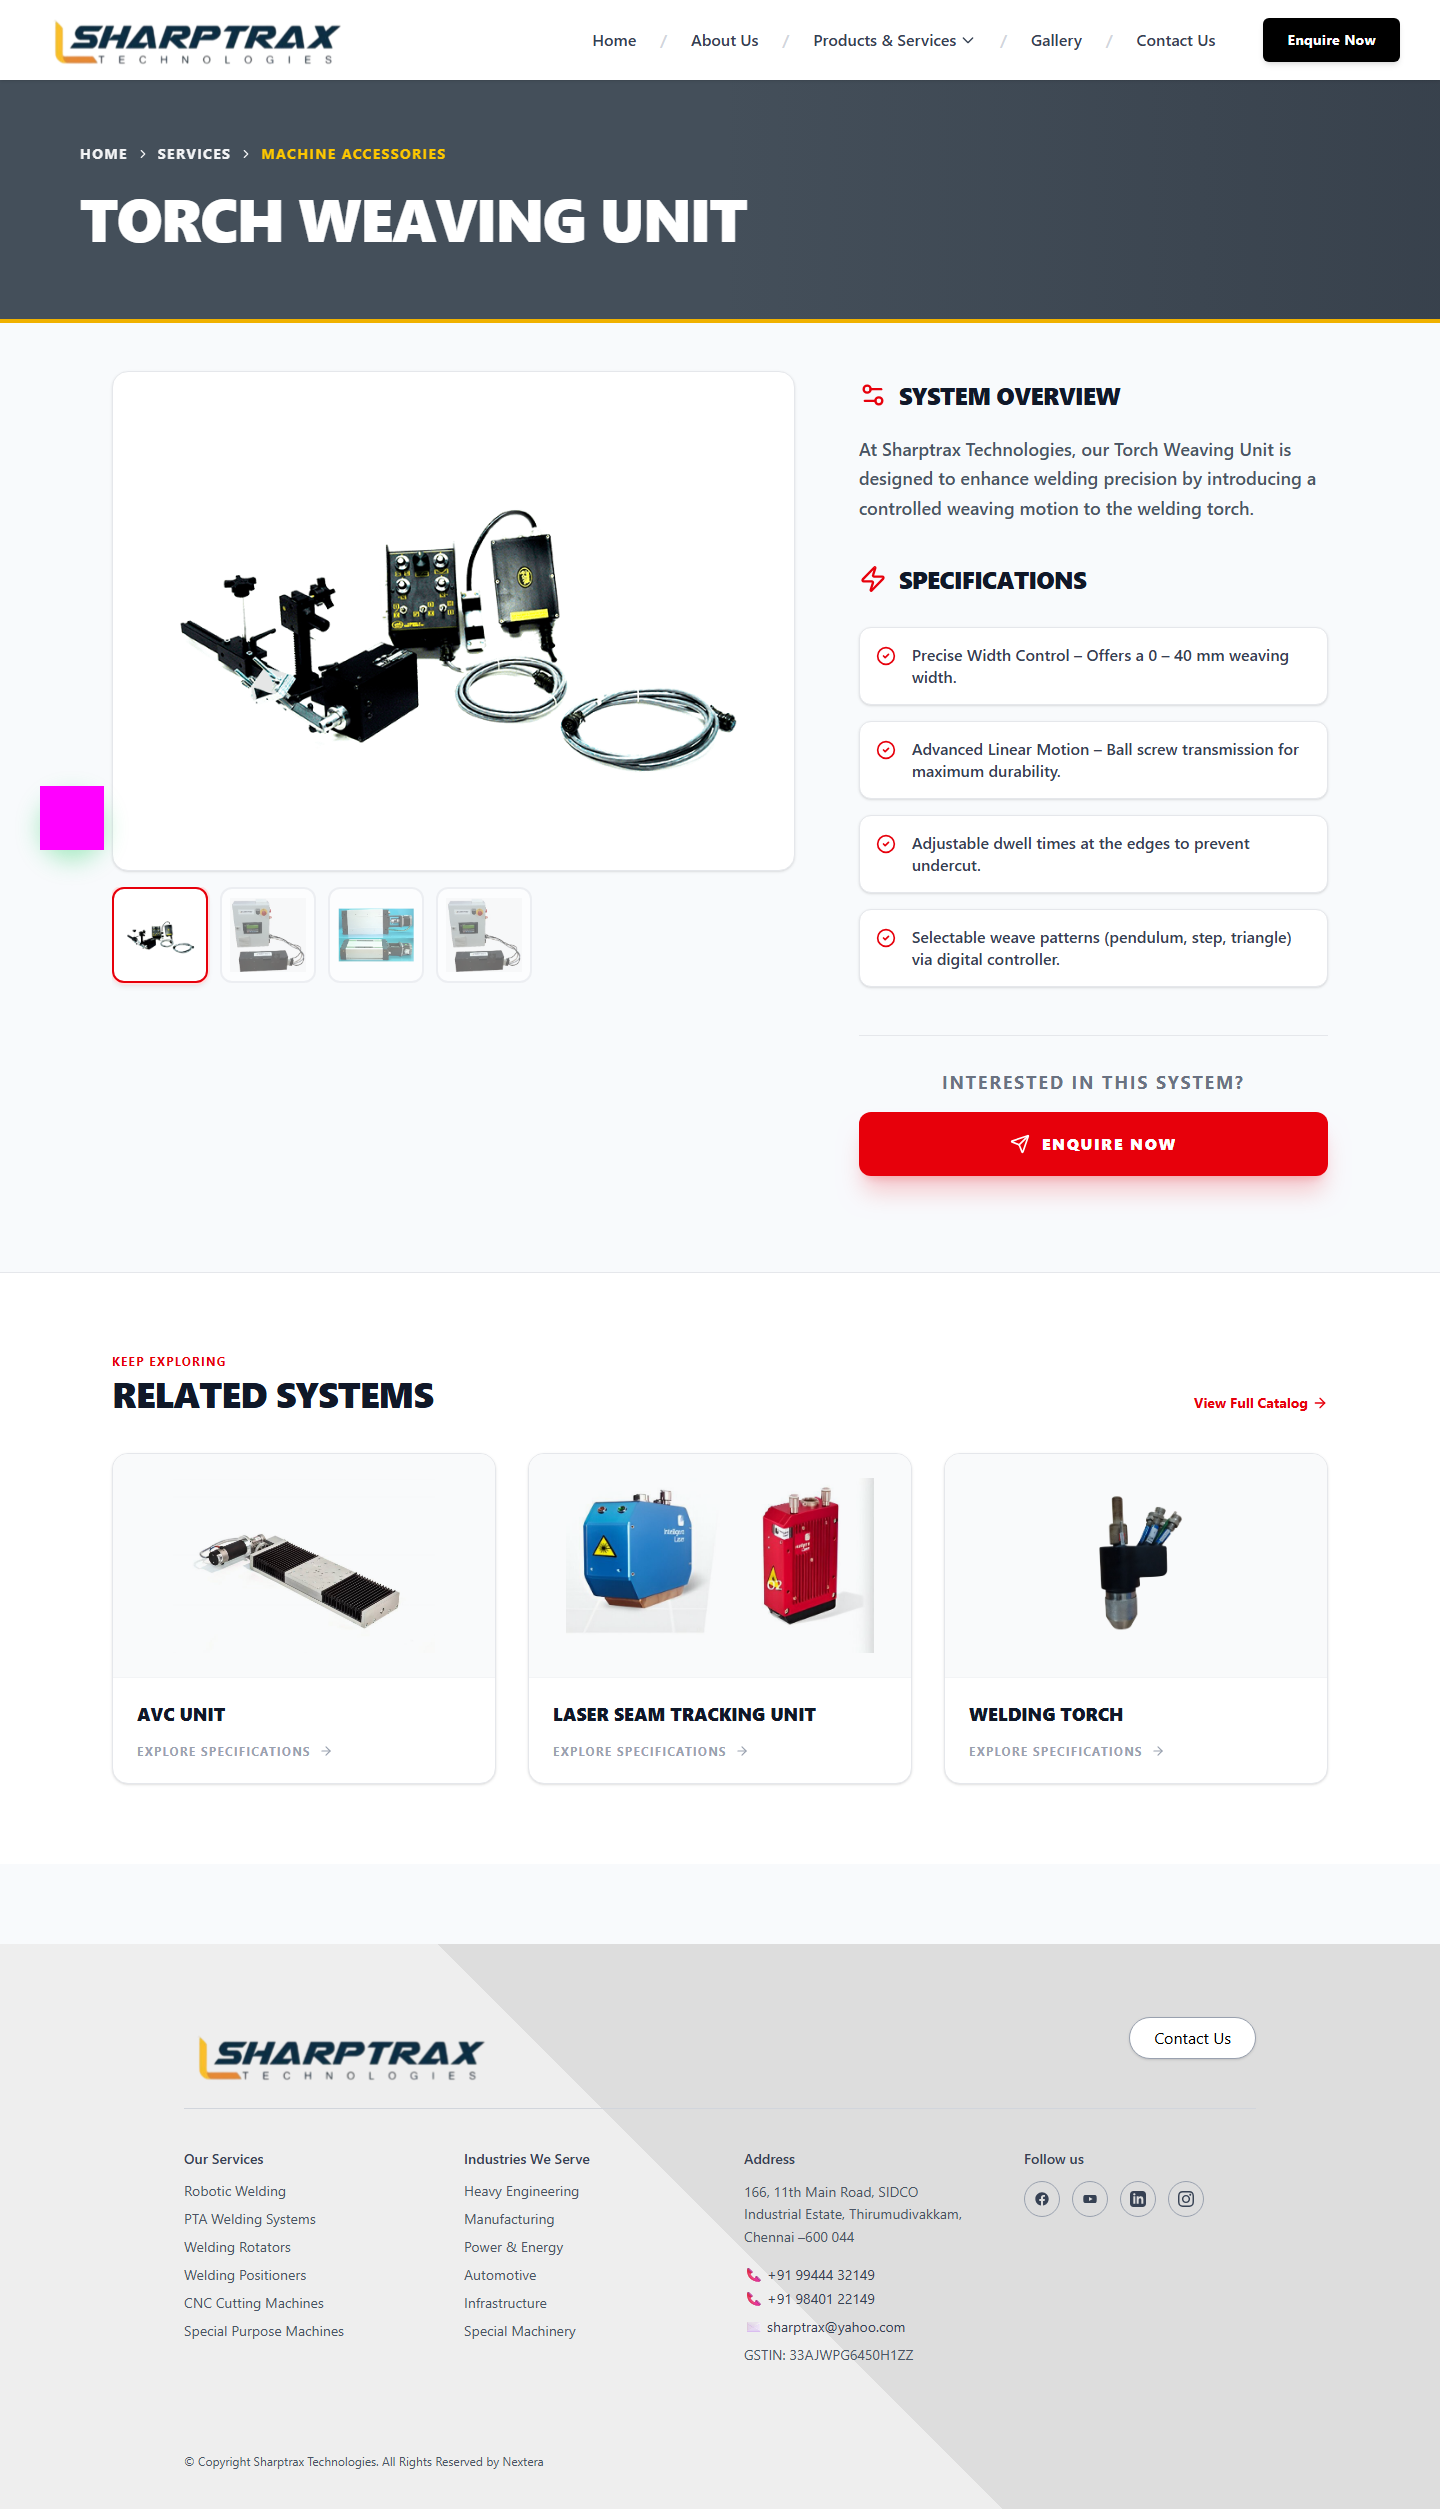 SHARPTRAX
TECHNOLOGIES
Home / About Us / Products & Services / Gallery / Contact Us
Enquire Now
HOME > SERVICES > MACHINE ACCESSORIES
TORCH WEAVING UNIT
SYSTEM OVERVIEW
At Sharptrax Technologies, our Torch Weaving Unit is
designed to enhance welding precision by introducing a
controlled weaving motion to the welding torch.
SPECIFICATIONS
Precise Width Control – Offers a 0 – 40 mm weaving
width.
Advanced Linear Motion – Ball screw transmission for
maximum durability.
Adjustable dwell times at the edges to prevent
undercut.
Selectable weave patterns (pendulum, step, triangle)
via digital controller.
INTERESTED IN THIS SYSTEM?
ENQUIRE NOW
KEEP EXPLORING
RELATED SYSTEMS
View Full Catalog
AVC UNIT
EXPLORE SPECIFICATIONS
LASER SEAM TRACKING UNIT
EXPLORE SPECIFICATIONS
WELDING TORCH
EXPLORE SPECIFICATIONS
SHARPTRAX
TECHNOLOGIES
Contact Us
Our Services
Robotic Welding
PTA Welding Systems
Welding Rotators
Welding Positioners
CNC Cutting Machines
Special Purpose Machines
Industries We Serve
Heavy Engineering
Manufacturing
Power & Energy
Automotive
Infrastructure
Special Machinery
Address
166, 11th Main Road, SIDCO
Industrial Estate, Thirumudivakkam,
Chennai –600 044
+91 99444 32149
+91 98401 22149
sharptrax@yahoo.com
GSTIN: 33AJWPG6450H1ZZ
Follow us
© Copyright Sharptrax Technologies. All Rights Reserved by Nextera